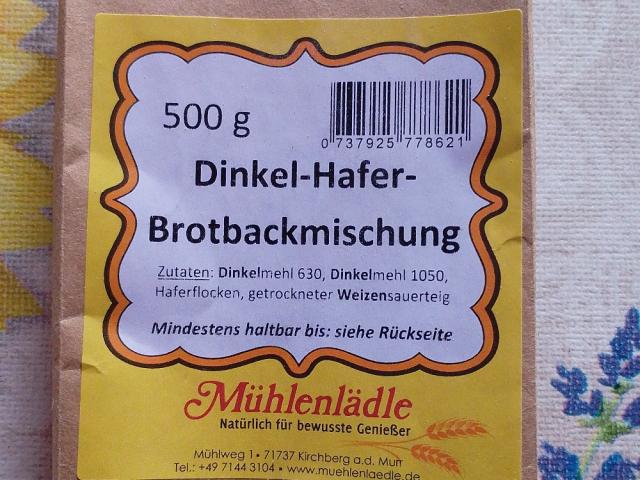 500 g
0 737925 778621
Dinkel-Hafer-
Brotbackmischung
Zutaten: Dinkelmehl 630, Dinkelmehl 1050,
Haferflocken, getrockneter Weizensauerteig
Mindestens haltbar bis: siehe Rückseite
Mühlenlädle
Natürlich für bewusste Genießer
Mühlweg 1 • 71737 Kirchberg a.d. Murr
Tel.: +49 7144 3104 • www.muehlenlaedle.de